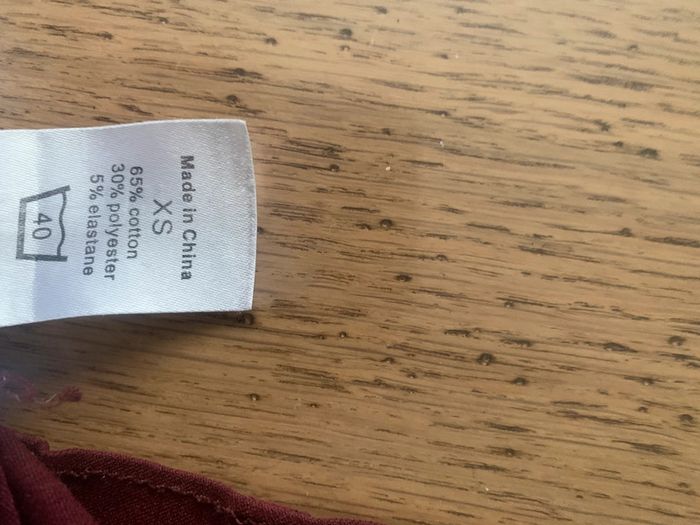 Made in China
XS
65% cotton
30% polyester
5% elastane
40